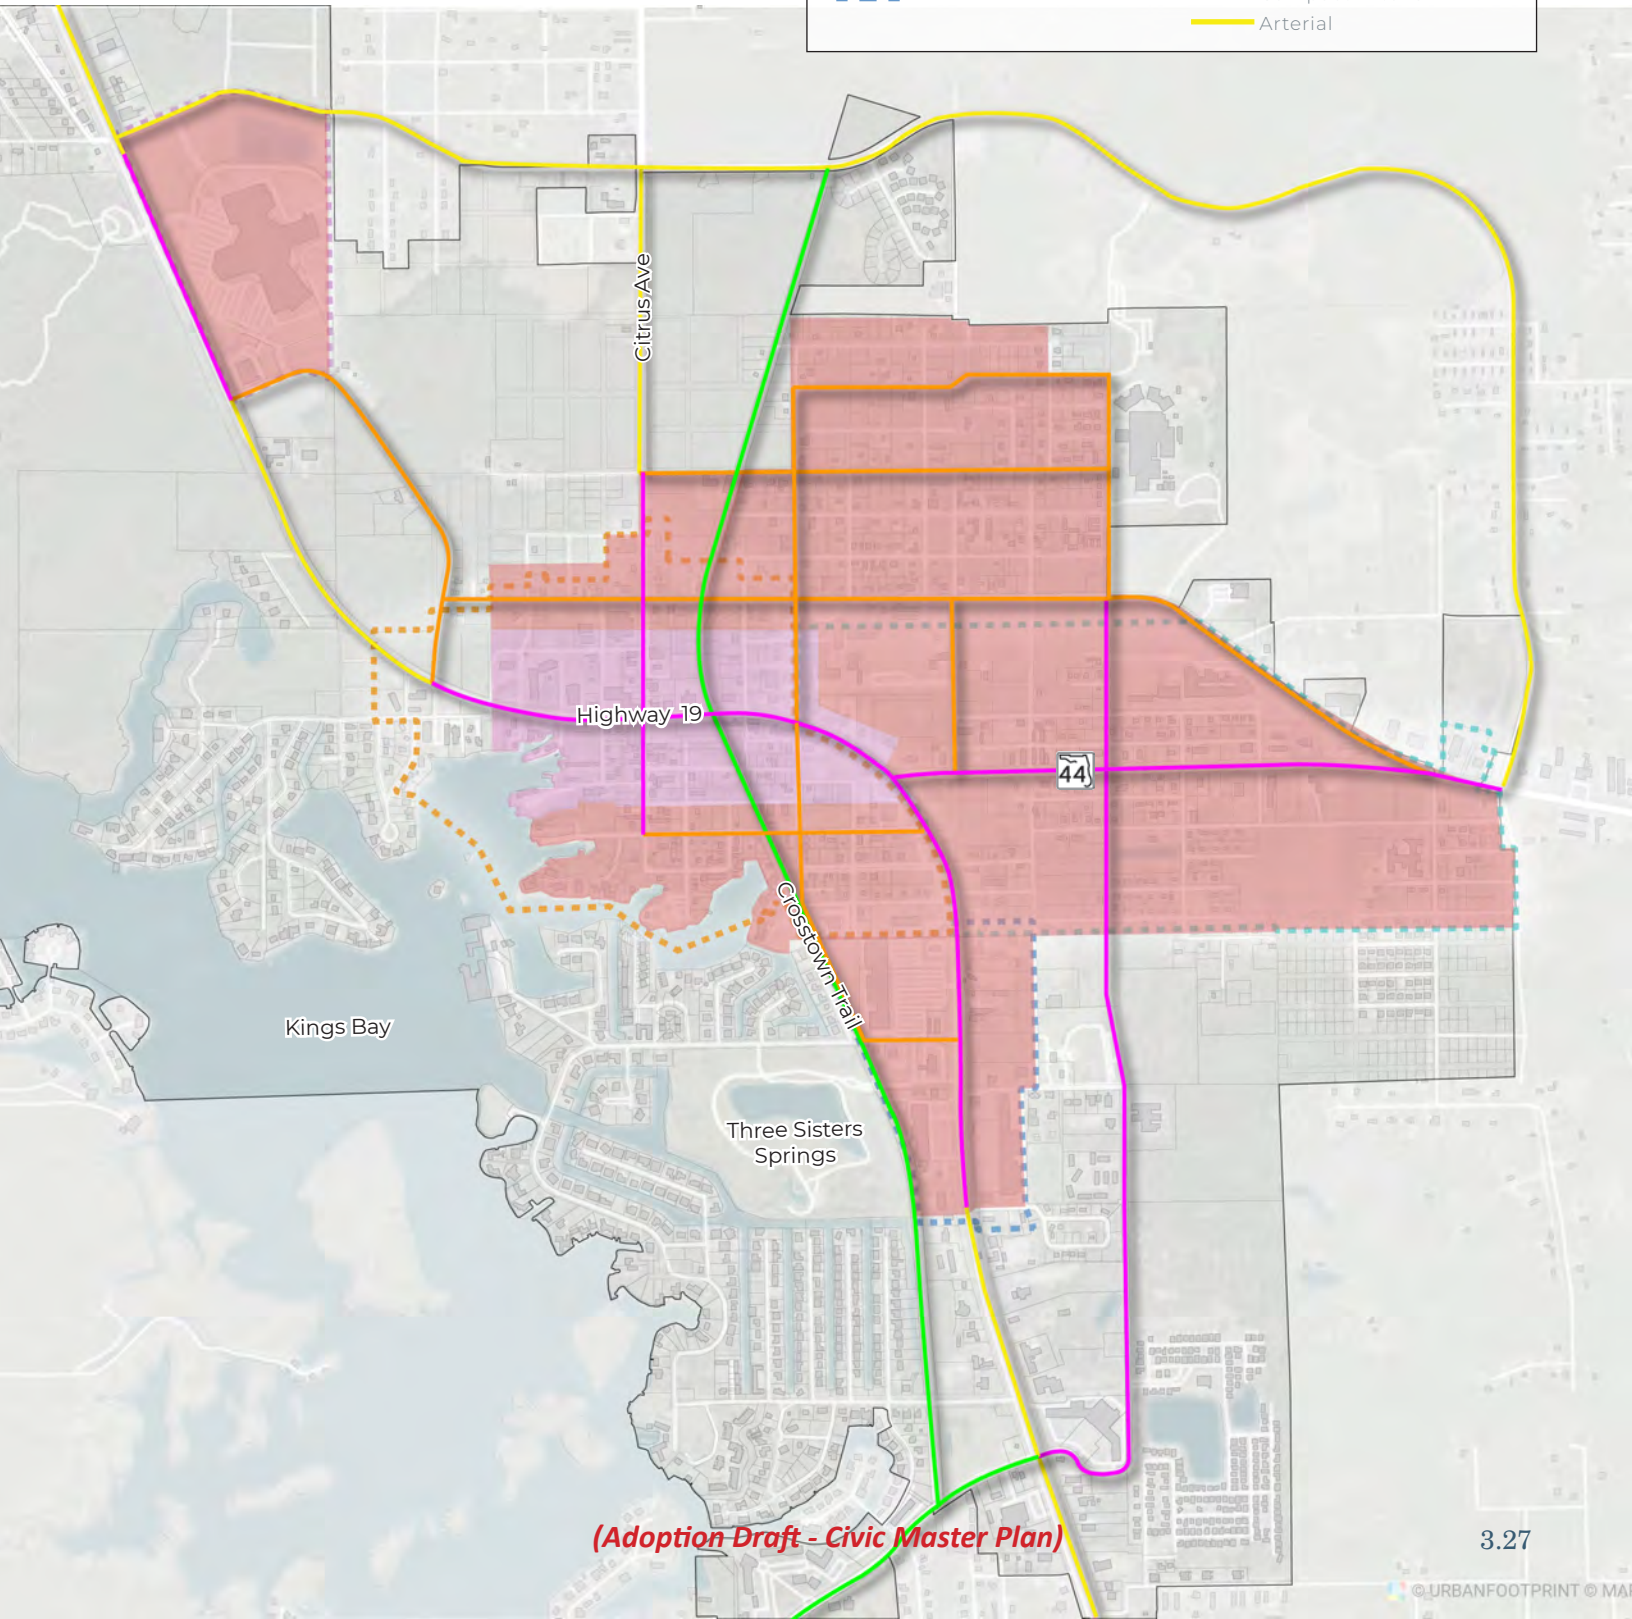 Arterial
Citrus Ave
Highway 19
44
Crosstown Trail
Kings Bay
Three Sisters
Springs
(Adoption Draft - Civic Master Plan)
3.27
© URBANFOOTPRINT © MAP